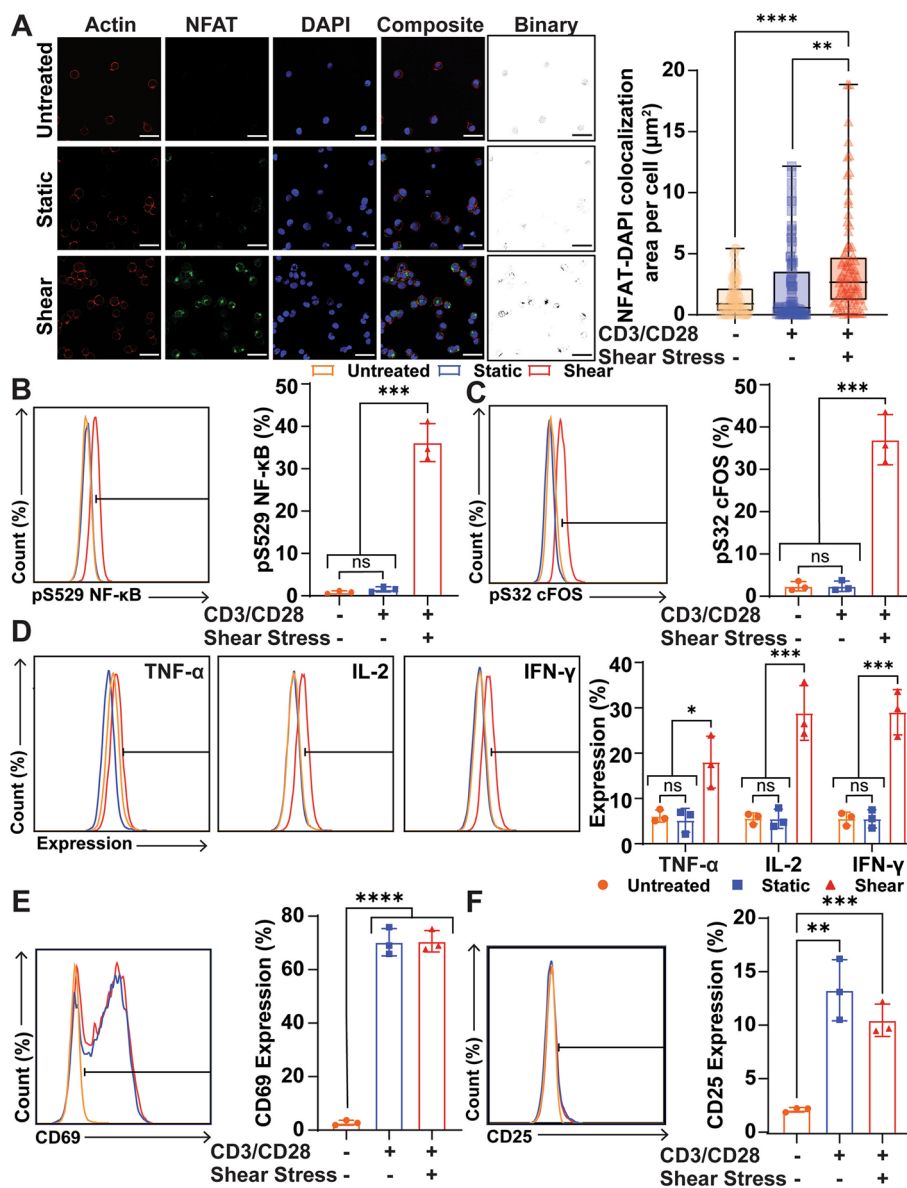 A
Actin NFAT DAPI Composite Binary
Untreated
Static
Shear
NFAT-DAPI colocalization
area per cell (µm²)
20
15
10
5
0
****
**
CD3/CD28 - + +
Shear Stress - - +
Untreated Static Shear
B
Count (%)
pS529 NF-κB
pS529 NF-κB (%)
50
40
30
20
10
0
***
ns
CD3/CD28 - + +
Shear Stress - - +
C
Count (%)
pS32 cFOS
pS32 cFOS (%)
50
40
30
20
10
0
***
ns
- + +
- - +
D
Count (%)
TNF-α IL-2 IFN-γ
Expression
Expression (%)
40
30
20
10
0
* *** ***
ns ns ns
TNF-α IL-2 IFN-γ
Untreated Static Shear
E
Count (%)
CD69
CD69 Expression (%)
80
60
40
20
0
****
CD3/CD28 - + +
Shear Stress - - +
F
Count (%)
CD25
CD25 Expression (%)
20
15
10
5
0
***
**
CD3/CD28 - + +
Shear Stress - - +